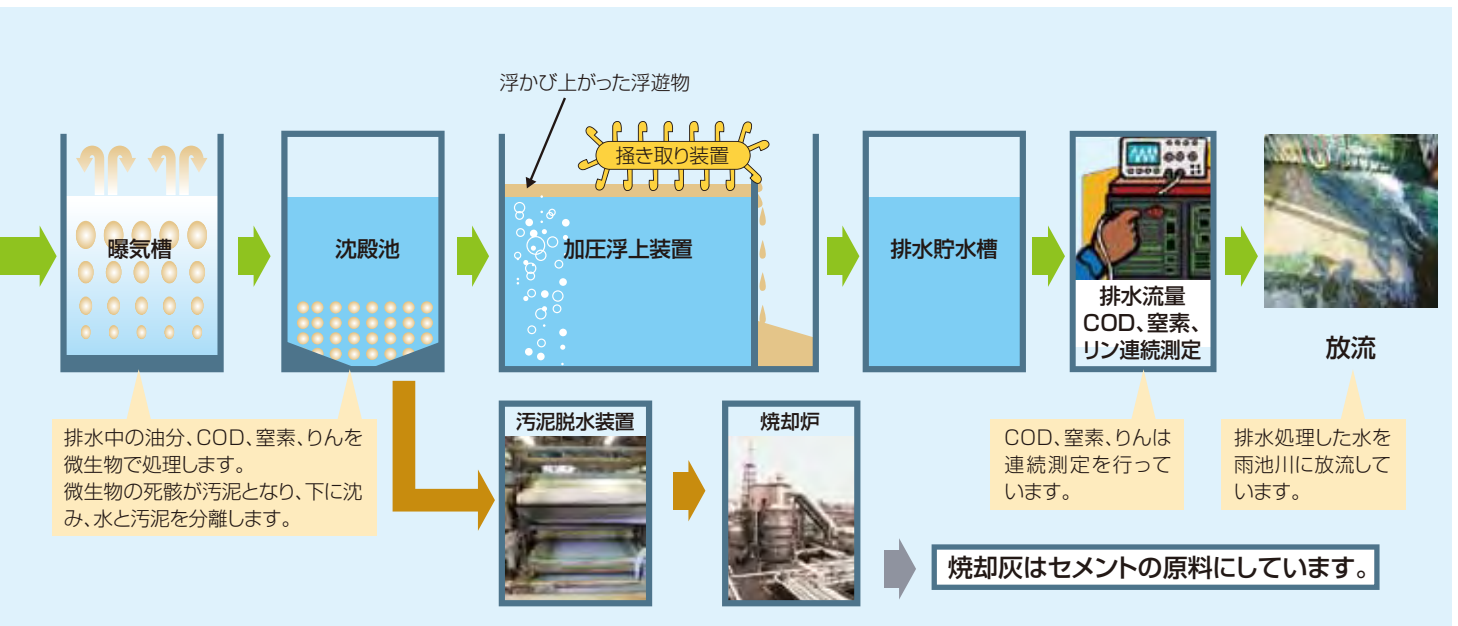 浮かび上がった浮遊物
掻き取り装置
曝気槽
沈殿池
加圧浮上装置
排水貯水槽
排水流量
COD、窒素、
リン連続測定
放流
排水中の油分、COD、窒素、りんを
微生物で処理します。
微生物の死骸が汚泥となり、下に沈
み、水と汚泥を分離します。
汚泥脱水装置
焼却炉
COD、窒素、りんは
連続測定を行って
います。
排水処理した水を
雨池川に放流して
います。
焼却灰はセメントの原料にしています。